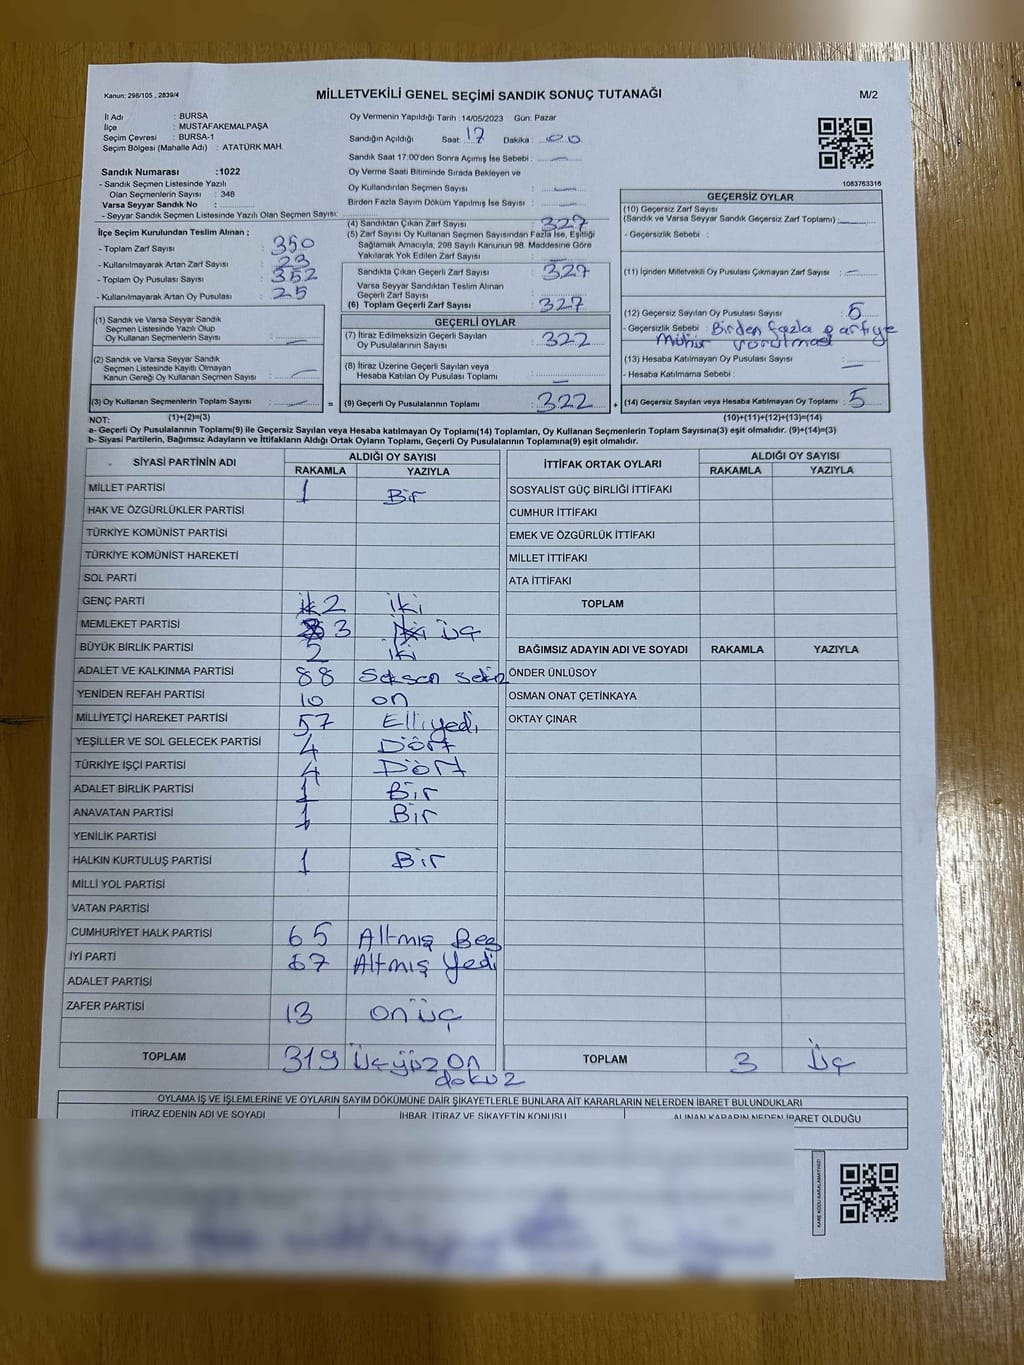 Kanun; 298/105 , 2839/4
MİLLETVEKİLİ GENEL SEÇİMİ SANDIK SONUÇ TUTANAĞI
M/2
İl Adı : BURSA
İlçe : MUSTAFAKEMALPAŞA
Seçim Çevresi : BURSA-1
Seçim Bölgesi (Mahalle Adı) : ATATÜRK MAH.
Oy Vermenin Yapıldığı Tarih : 14/05/2023 Gün: Pazar
Sandığın Açıldığı Saat: 17 Dakika : 00
Sandık Saat 17:00'den Sonra Açmış İse Sebebi : —
Oy Verme Saati Bitiminde Sırada Bekleyen ve
Oy Kullandırılan Seçmen Sayısı : —
Birden Fazla Sayım Döküm Yapılmış İse Sayısı : —
1083763316
Sandık Numarası :1022
- Sandık Seçmen Listesinde Yazılı
Olan Seçmenlerin Sayısı : 348
Varsa Seyyar Sandık No :
- Seyyar Sandık Seçmen Listesinde Yazılı Olan Seçmen Sayısı:
İlçe Seçim Kurulundan Teslim Alınan ;
- Toplam Zarf Sayısı : 350
- Kullanılmayarak Artan Zarf Sayısı : 23
- Toplam Oy Pusulası Sayısı : 352
- Kullanılmayarak Artan Oy Pusulası : 25
(1) Sandık ve Varsa Seyyar Sandık
Seçmen Listesinde Yazılı Olup
Oy Kullanan Seçmen Sayısı : —
(2) Sandık ve Varsa Seyyar Sandık
Seçmen Listesinde Kayıtlı Olmayan
Kanun Gereği Oy Kullanan Seçmen Sayısı : —
(3) Oy Kullanan Seçmenlerin Toplam Sayısı : — =
(4) Sandıktan Çıkan Zarf Sayısı : 327
(5) Zarf Sayısı Oy Kullanan Seçmen Sayısından Fazla İse, Eşitliği
Sağlamak Amacıyla; 298 Sayılı Kanunun 98. Maddesine Göre
Yakılarak Yok Edilen Zarf Sayısı : —
Sandıkta Çıkan Geçerli Zarf Sayısı : 327
Varsa Seyyar Sandıktan Teslim Alınan
Geçerli Zarf Sayısı :
(6) Toplam Geçerli Zarf Sayısı : 327
GEÇERLİ OYLAR
(7) İtiraz Edilmeksizin Geçerli Sayılan
Oy Pusulalarının Sayısı : 322
(8) İtiraz Üzerine Geçerli Sayılan veya
Hesaba Katılan Oy Pusulası Toplamı : —
(9) Geçerli Oy Pusulalarının Toplamı : 322 +
GEÇERSİZ OYLAR
(10) Geçersiz Zarf Sayısı
(Sandık ve Varsa Seyyar Sandık Geçersiz Zarf Toplamı) :
- Geçersizlik Sebebi :
(11) İçinden Milletvekili Oy Pusulası Çıkmayan Zarf Sayısı : —
(12) Geçersiz Sayılan Oy Pusulası Sayısı : 5
- Geçersizlik Sebebi : Birden fazla partiye
Mühür vurulması
(13) Hesaba Katılmayan Oy Pusulası Sayısı : —
- Hesaba Katılmama Sebebi :
(14) Geçersiz Sayılan veya Hesaba Katılmayan Oy Toplamı : 5
NOT: (1)+(2)=(3) (10)+(11)+(12)+(13)=(14)
a- Geçerli Oy Pusulalarının Toplamı(9) ile Geçersiz Sayılan veya Hesaba katılmayan Oy Toplamı(14) Toplamları, Oy Kullanan Seçmenlerin Toplam Sayısına(3) eşit olmalıdır. (9)+(14)=(3)
b- Siyasi Partilerin, Bağımsız Adayların ve İttifakların Aldığı Ortak Oyların Toplamı, Geçerli Oy Pusulalarının Toplamına(9) eşit olmalıdır.
SİYASİ PARTİNİN ADI ALDIĞI OY SAYISI
RAKAMLA YAZIYLA
MİLLET PARTİSİ 1 Bir
HAK VE ÖZGÜRLÜKLER PARTİSİ
TÜRKİYE KOMÜNİST PARTİSİ
TÜRKİYE KOMÜNİST HAREKETİ
SOL PARTİ
GENÇ PARTİ 2 iki
MEMLEKET PARTİSİ 3 üç
BÜYÜK BİRLİK PARTİSİ 2 iki
ADALET VE KALKINMA PARTİSİ 88 Seksen sekiz
YENİDEN REFAH PARTİSİ 10 on
MİLLİYETÇİ HAREKET PARTİSİ 57 Elli yedi
YEŞİLLER VE SOL GELECEK PARTİSİ 4 Dört
TÜRKİYE İŞÇİ PARTİSİ 4 Dört
ADALET BİRLİK PARTİSİ 1 Bir
ANAVATAN PARTİSİ 1 Bir
YENİLİK PARTİSİ
HALKIN KURTULUŞ PARTİSİ 1 Bir
MİLLİ YOL PARTİSİ
VATAN PARTİSİ
CUMHURİYET HALK PARTİSİ 65 Altmış Beş
İYİ PARTİ 67 Altmış Yedi
ADALET PARTİSİ
ZAFER PARTİSİ 13 on üç
TOPLAM 319 üçyüz on
dokuz
İTTİFAK ORTAK OYLARI ALDIĞI OY SAYISI
RAKAMLA YAZIYLA
SOSYALİST GÜÇ BİRLİĞİ İTTİFAKI
CUMHUR İTTİFAKI
EMEK VE ÖZGÜRLÜK İTTİFAKI
MİLLET İTTİFAKI
ATA İTTİFAKI
TOPLAM
BAĞIMSIZ ADAYIN ADI VE SOYADI RAKAMLA YAZIYLA
ÖNDER ÜNLÜSOY
OSMAN ONAT ÇETİNKAYA
OKTAY ÇINAR
TOPLAM 3 üç
OYLAMA İŞ VE İŞLEMLERİNE VE OYLARIN SAYIM DÖKÜMÜNE DAİR ŞİKAYETLERLE BUNLARA AİT KARARLARIN NELERDEN İBARET BULUNDUKLARI
İTİRAZ EDENİN ADI VE SOYADI İHBAR, İTİRAZ VE ŞİKAYETİN KONUSU ALINAN KARARIN NEDEN İBARET OLDUĞU
KARE KODU KARALAMAYINIZ!